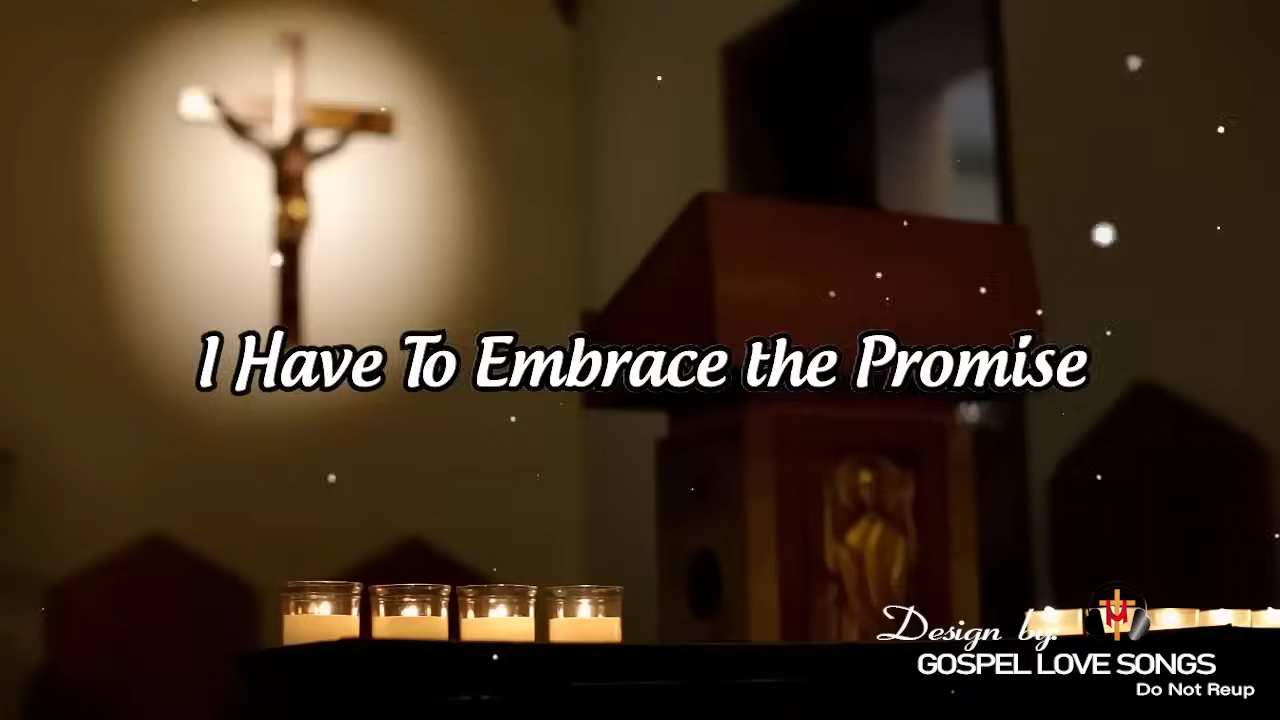 I Have To Embrace the Promise
Design by:
GOSPEL LOVE SONGS
Do Not Reup